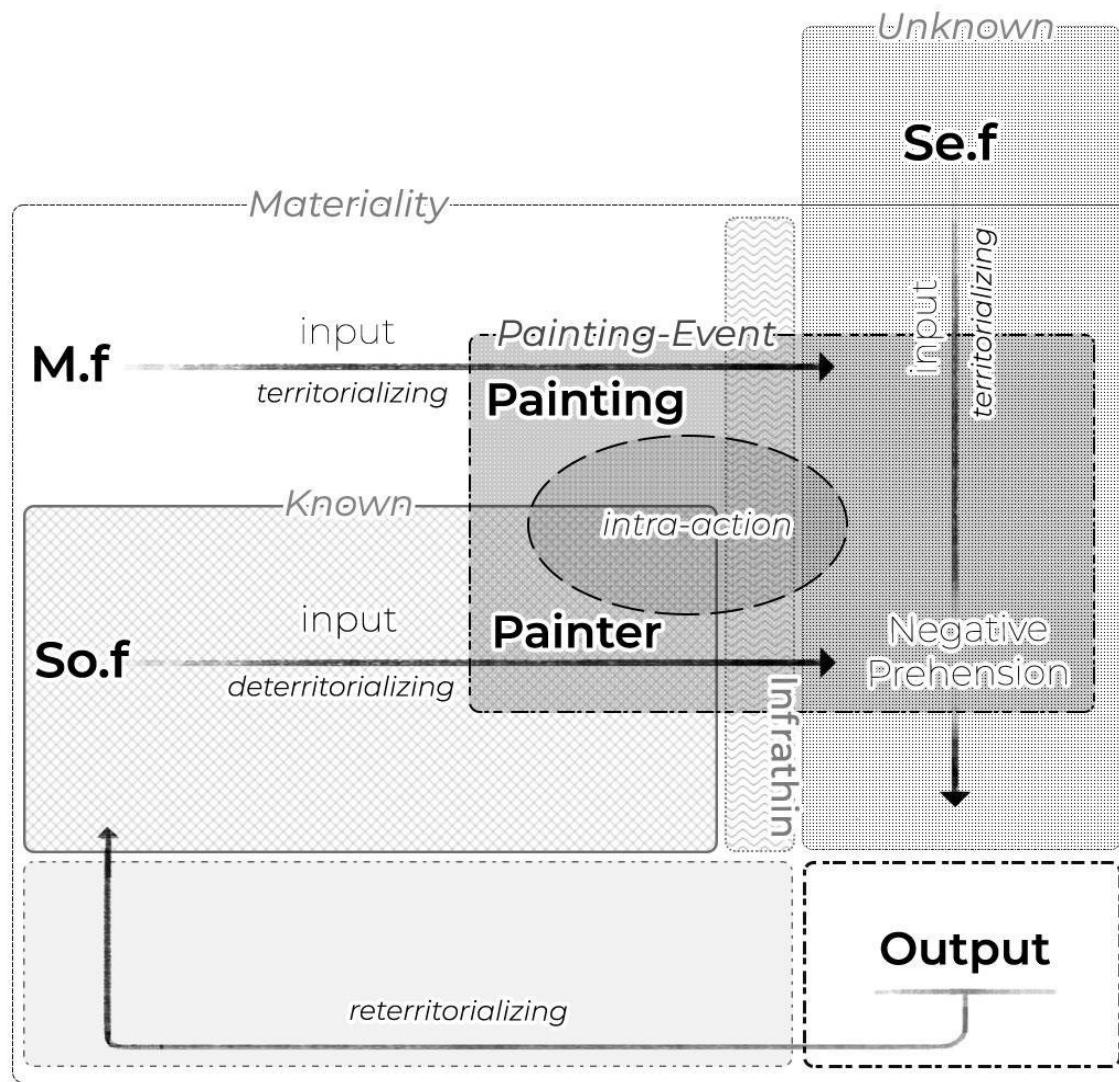 Unknown
Se.f
Materiality
input
territorializing
input
M.f
territorializing
Painting-Event
Painting
Known
intra-action
input
So.f
deterritorializing
Painter
Negative
Prehension
Infrathin
Output
reterritorializing